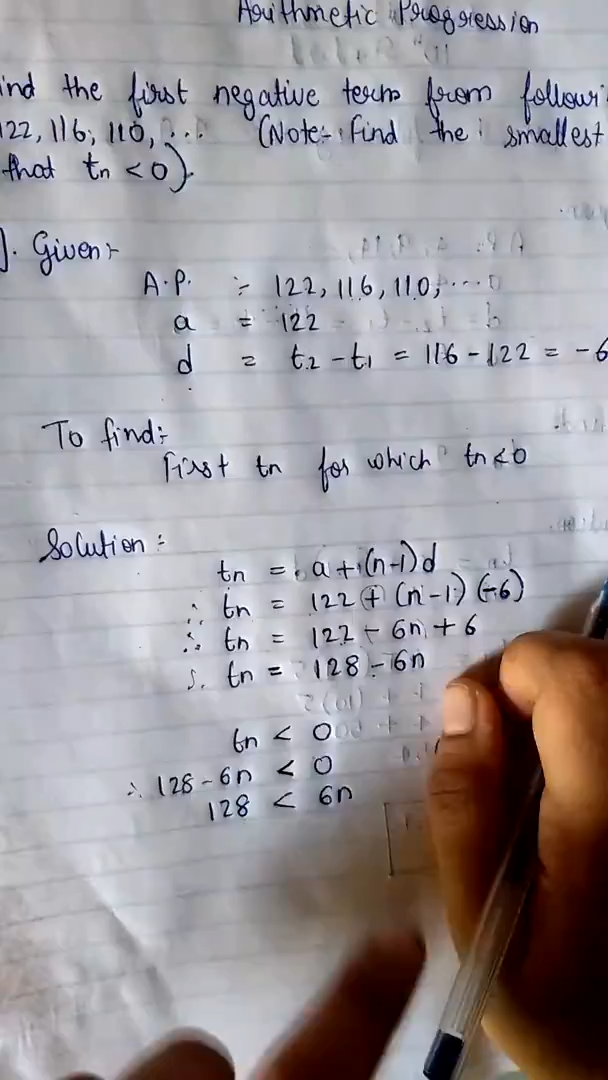 Arithmetic Progression
ind the first negative term from followi
122, 116, 110, ... (Note:- Find the smallest
that tn < 0).
). Given:-
A.P. :- 122, 116, 110, ...
a = 122
d = t2 - t1 = 116 - 122 = -6
To find:-
First tn for which tn < 0
Solution:-
tn = a + (n-1)d
∴ tn = 122 + (n-1) (-6)
∴ tn = 122 - 6n + 6
∴ tn = 128 - 6n
tn < 0
∴ 128 - 6n < 0
128 < 6n